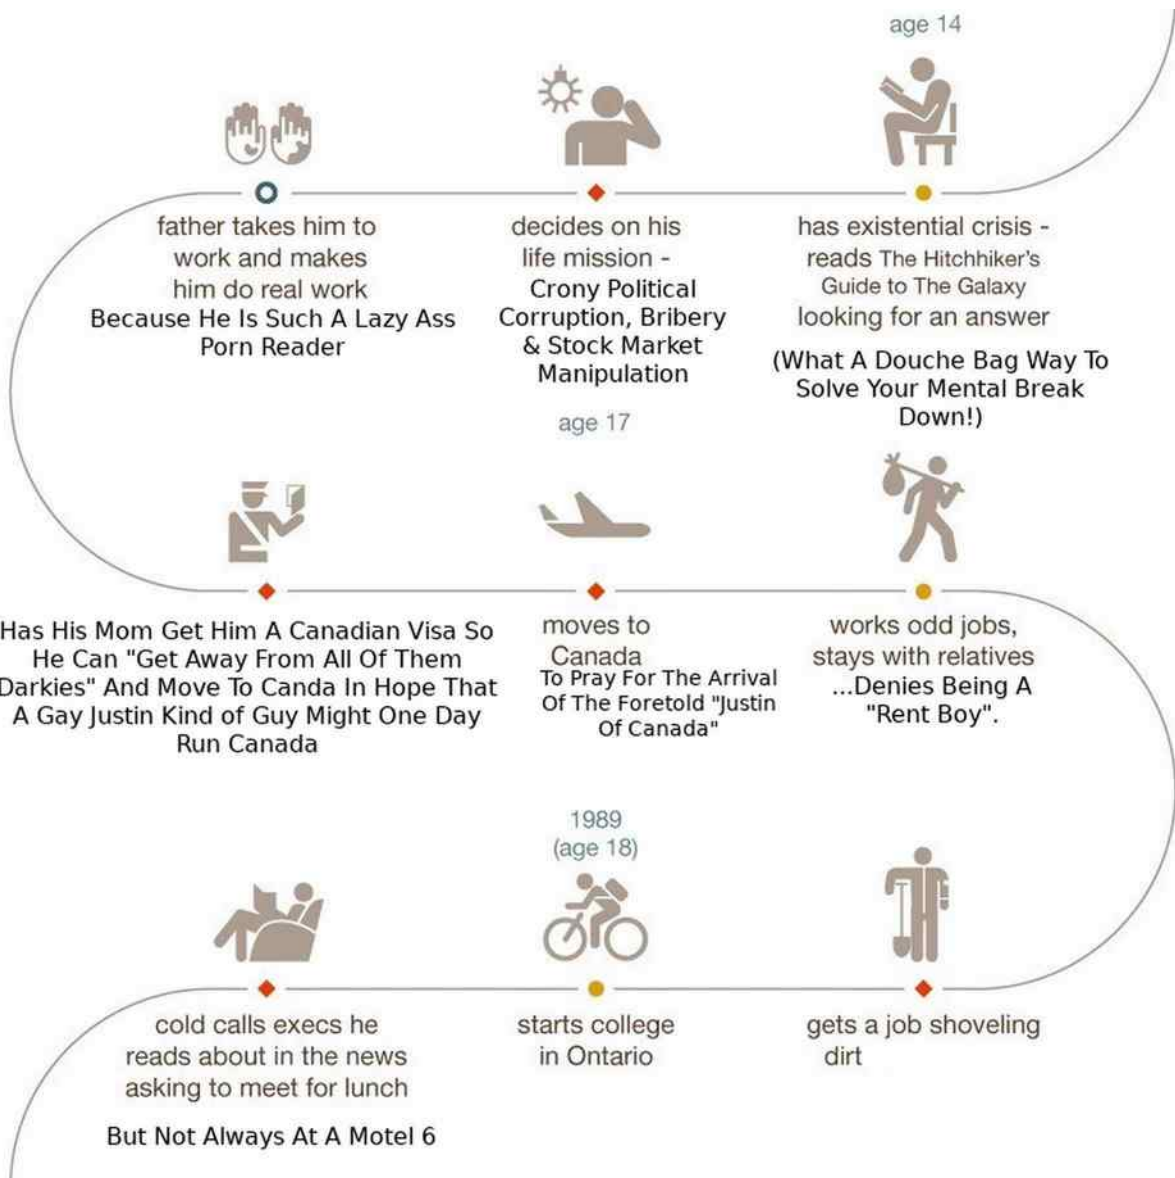 age 14
has existential crisis -
reads The Hitchhiker's
Guide to The Galaxy
looking for an answer
(What A Douche Bag Way To
Solve Your Mental Break
Down!)
decides on his
life mission -
Crony Political
Corruption, Bribery
& Stock Market
Manipulation
father takes him to
work and makes
him do real work
Because He Is Such A Lazy Ass
Porn Reader
Has His Mom Get Him A Canadian Visa So
He Can "Get Away From All Of Them
Darkies" And Move To Canda In Hope That
A Gay Justin Kind of Guy Might One Day
Run Canada
age 17
moves to
Canada
To Pray For The Arrival
Of The Foretold "Justin
Of Canada"
works odd jobs,
stays with relatives
...Denies Being A
"Rent Boy".
gets a job shoveling
dirt
1989
(age 18)
starts college
in Ontario
cold calls execs he
reads about in the news
asking to meet for lunch
But Not Always At A Motel 6